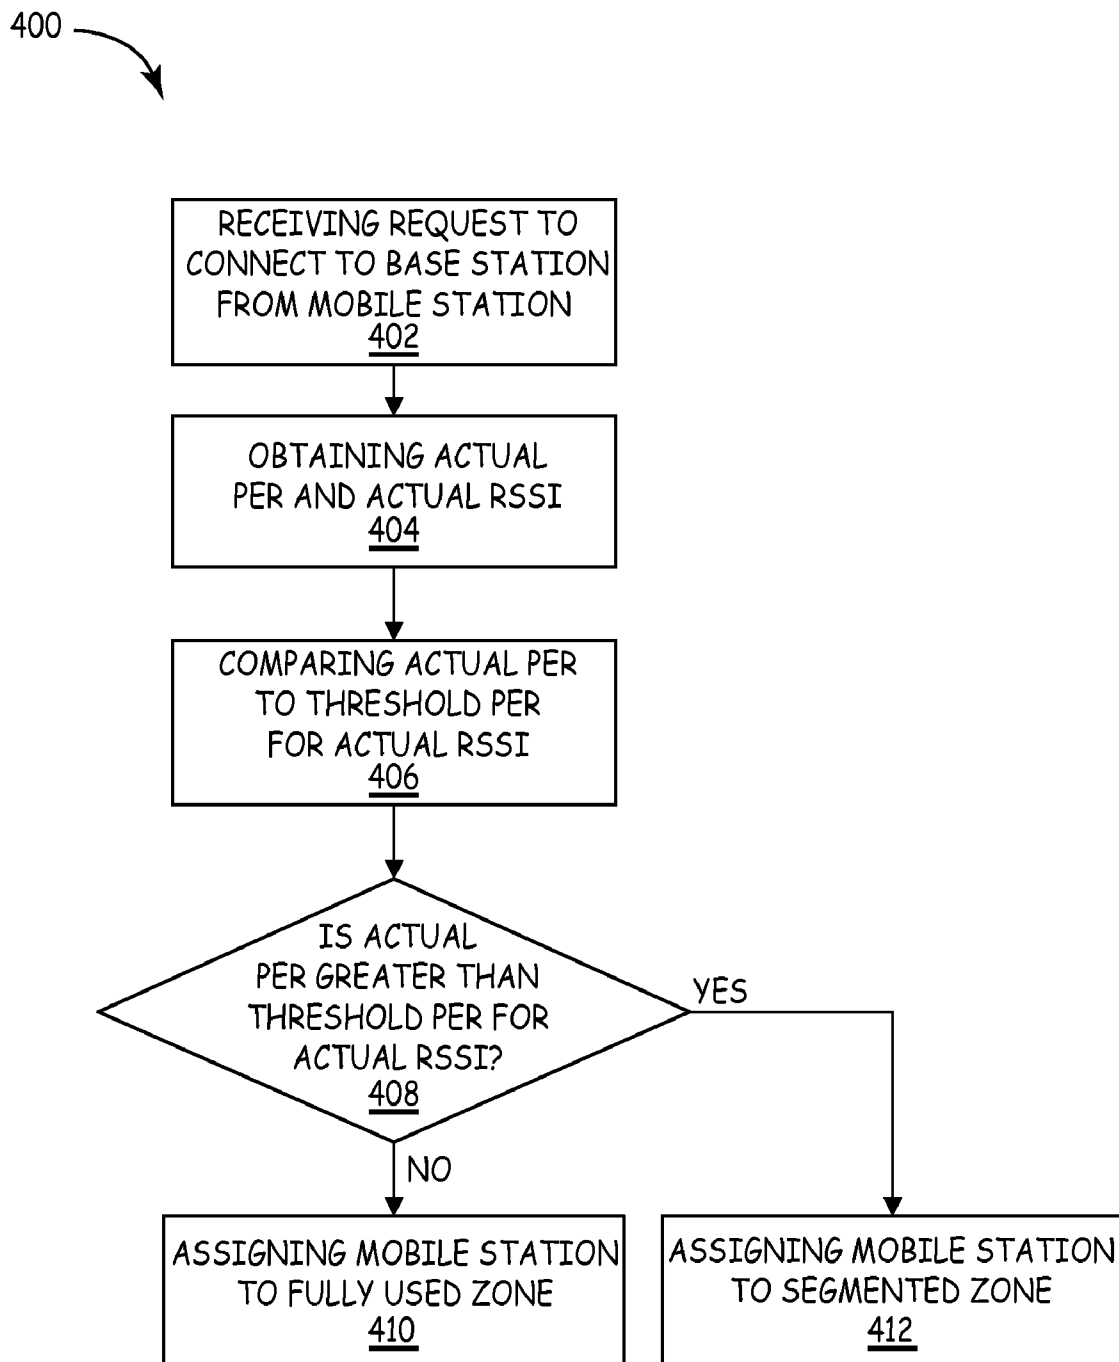 400
RECEIVING REQUEST TO
CONNECT TO BASE STATION
FROM MOBILE STATION
402
OBTAINING ACTUAL
PER AND ACTUAL RSSI
404
COMPARING ACTUAL PER
TO THRESHOLD PER
FOR ACTUAL RSSI
406
IS ACTUAL
PER GREATER THAN
THRESHOLD PER FOR
ACTUAL RSSI?
408
YES
NO
ASSIGNING MOBILE STATION
TO FULLY USED ZONE
410
ASSIGNING MOBILE STATION
TO SEGMENTED ZONE
412